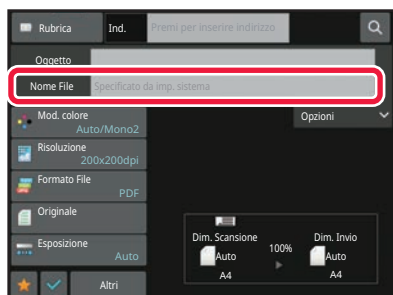 Rubrica Ind. Premi per inserire indirizzo
Oggetto
Nome File Specificato da imp. sistema
Mod. colore
Auto/Mono2
Opzioni
Risoluzione
200x200dpi
Formato File
PDF
Originale
Esposizione
Auto
Altri
Dim. Scansione
Auto
A4
100%
Dim. Invio
Auto
A4